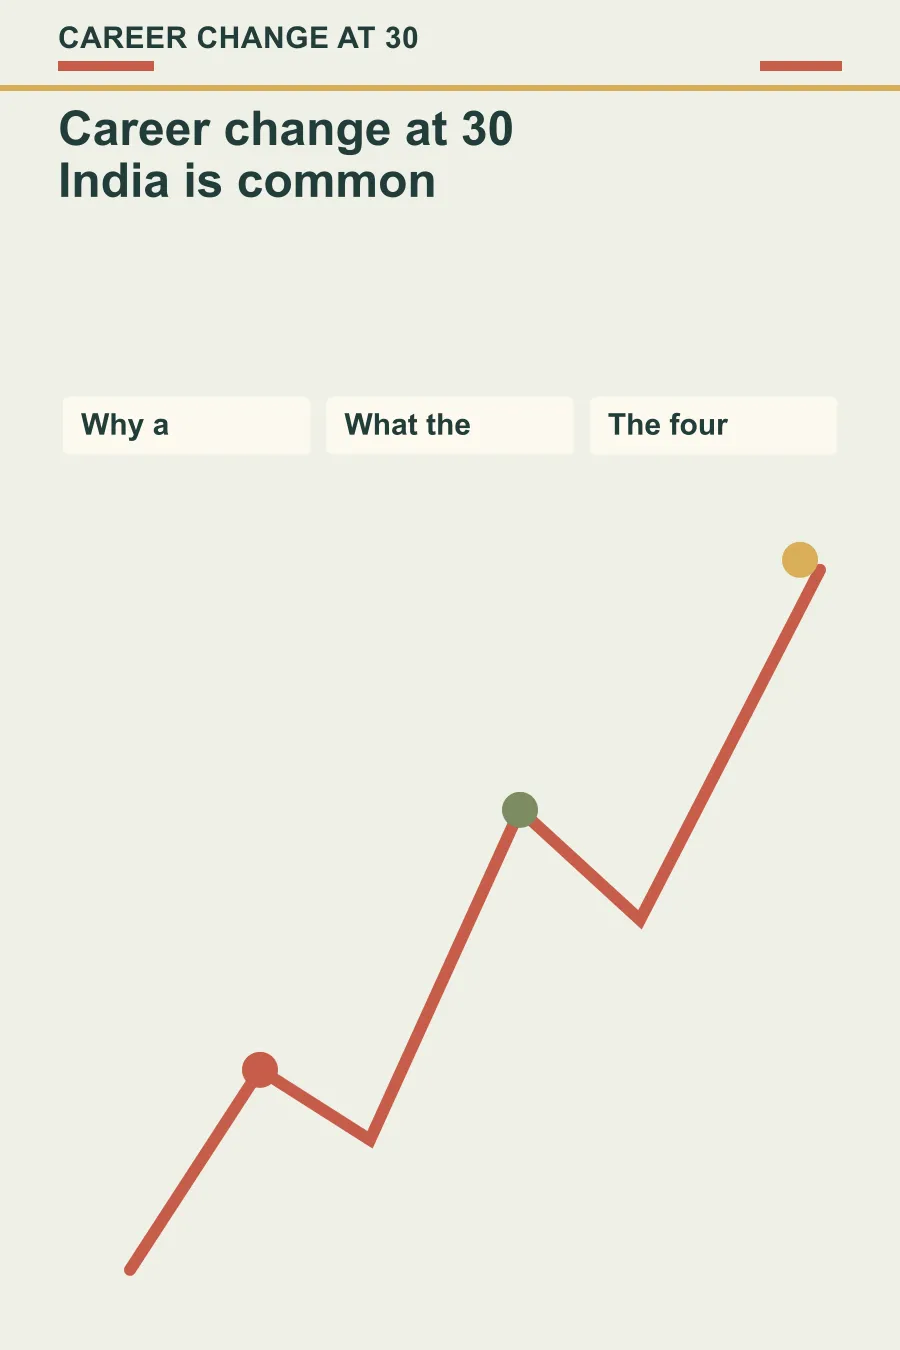 CAREER CHANGE AT 30
Career change at 30
India is common
Why a
What the
The four